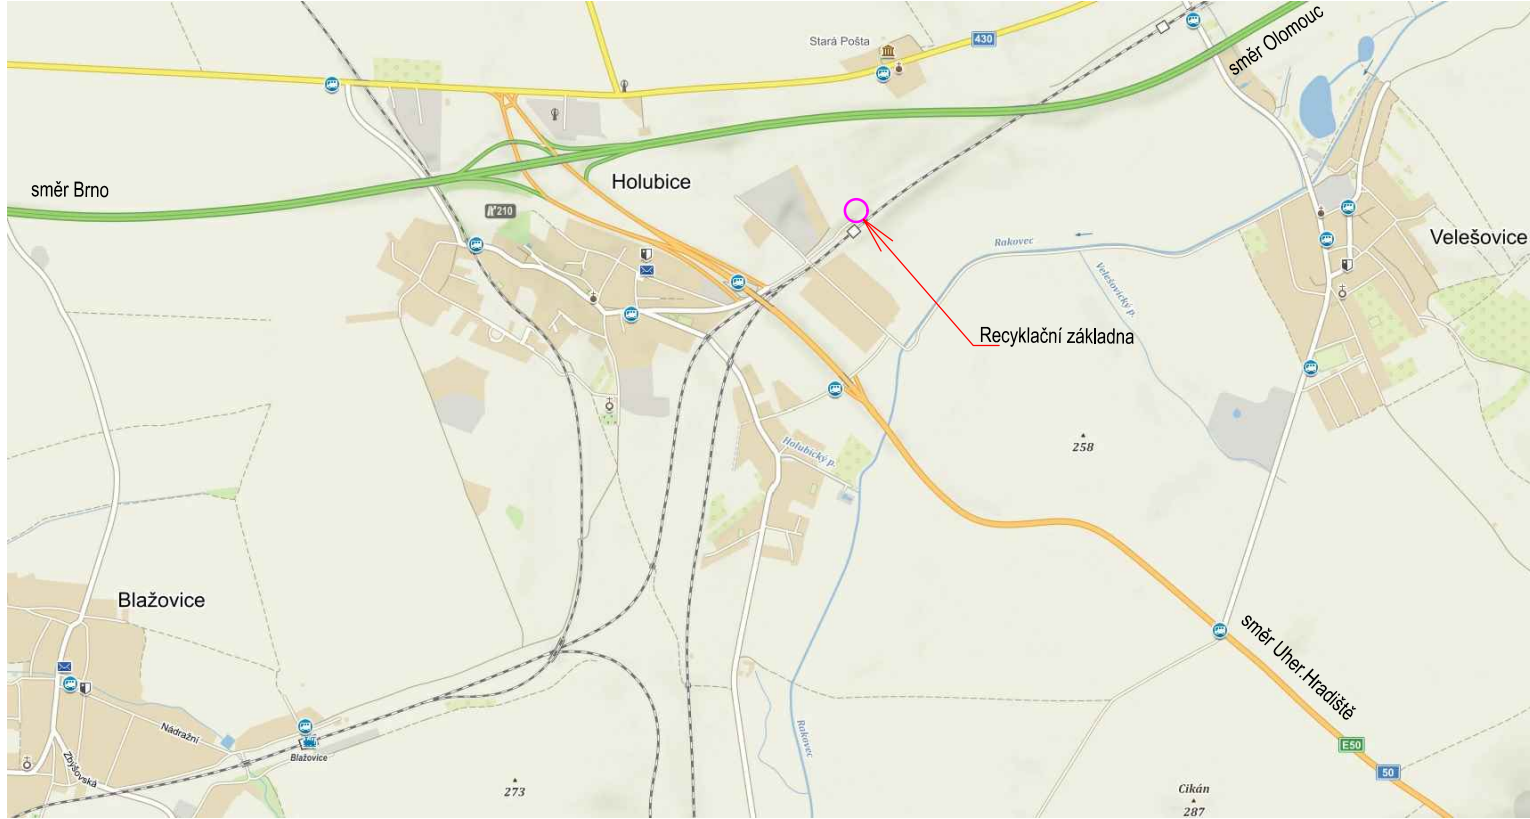 Stará Pošta
430
směr Olomouc
směr Brno
Holubice
210
Velešovice
Rakovec
Velešovický p.
Recyklační základna
258
Holubický p.
Blažovice
směr Uher.Hradiště
Nádražní
Zbýšovská
Blažovice
Rakovec
E50
50
273
Cikán
287